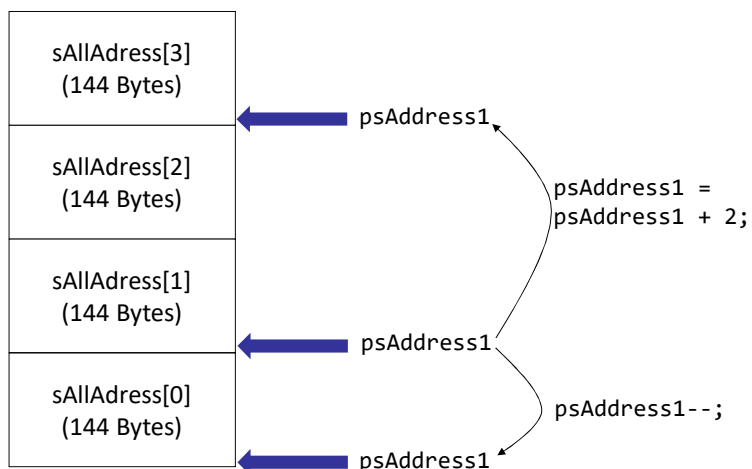 sAllAdress[3]
(144 Bytes)
psAddress1
sAllAdress[2]
(144 Bytes)
psAddress1 =
psAddress1 + 2;
sAllAdress[1]
(144 Bytes)
psAddress1
sAllAdress[0]
(144 Bytes)
psAddress1--;
psAddress1